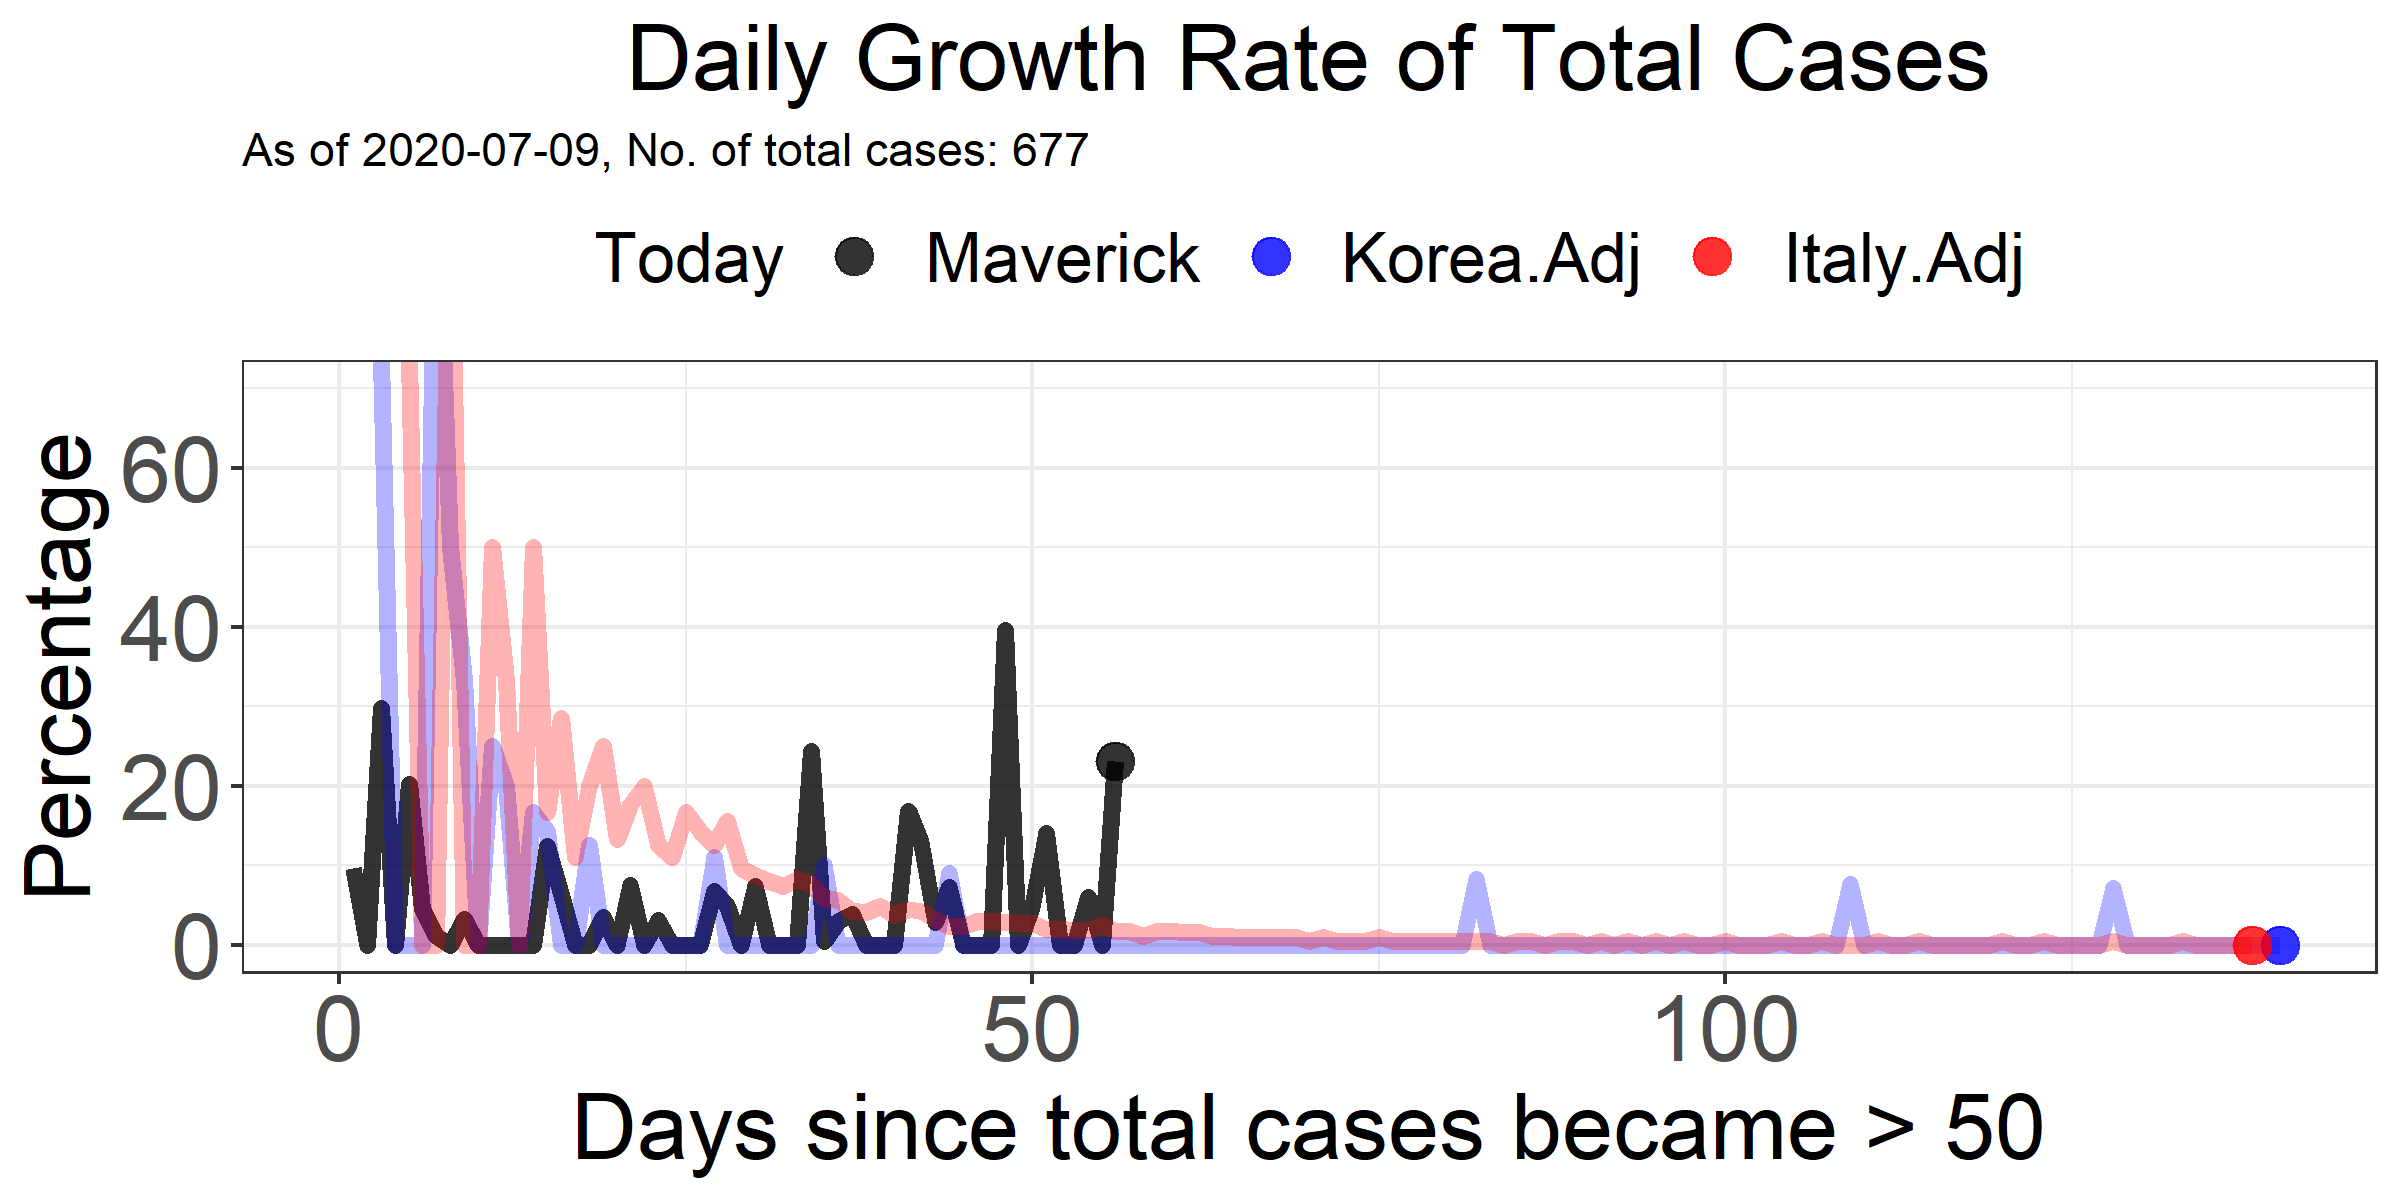 Daily Growth Rate of Total Cases
As of 2020-07-09, No. of total cases: 677
Today Maverick Korea.Adj Italy.Adj
Percentage
60
40
20
0
0 50 100
Days since total cases became > 50